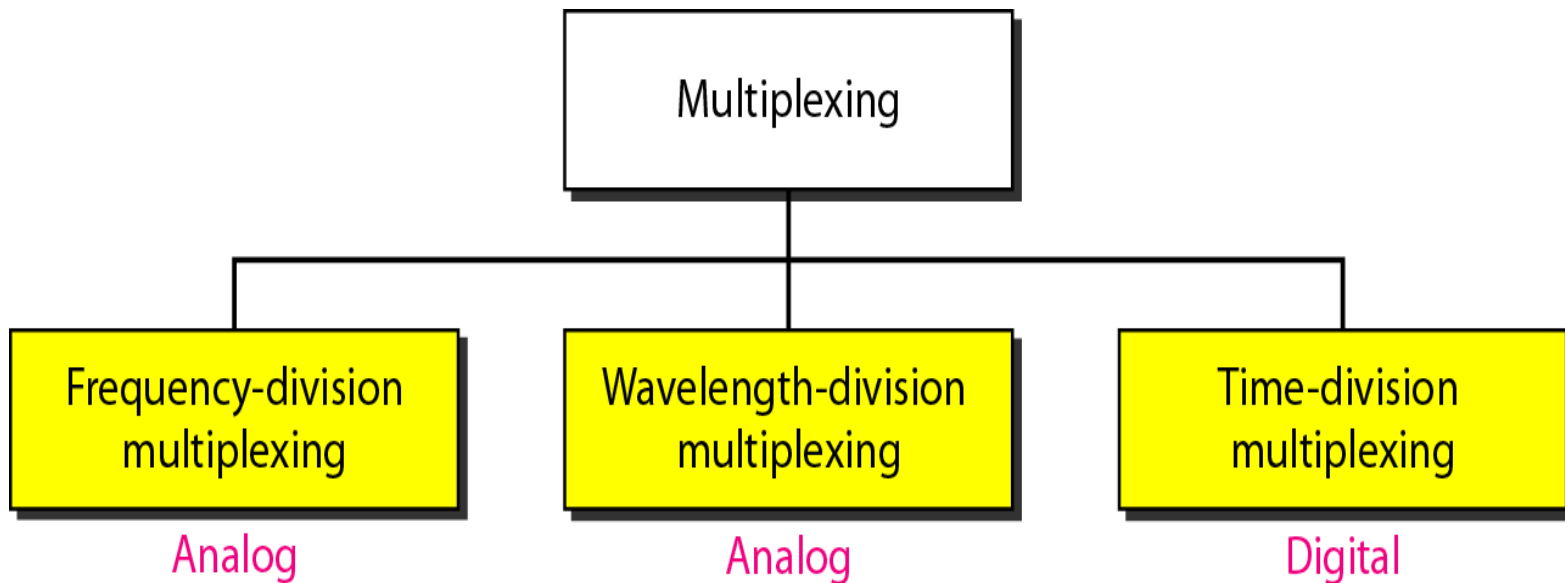 Multiplexing
Frequency-division
multiplexing
Wavelength-division
multiplexing
Time-division
multiplexing
Analog
Analog
Digital